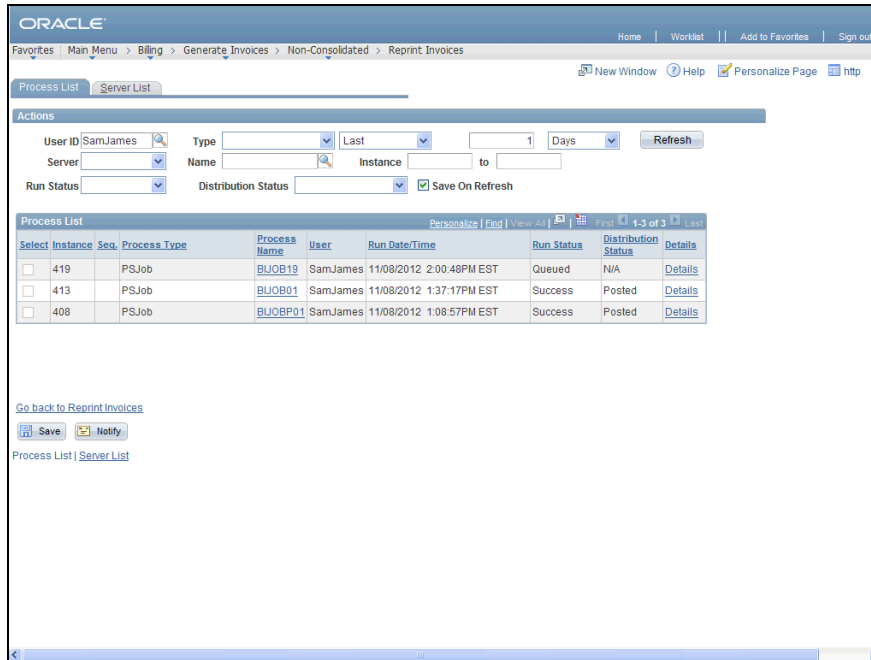 ORACLE
Home | Worklist || Add to Favorites | Sign out
Favorites | Main Menu > Billing > Generate Invoices > Non-Consolidated > Reprint Invoices
New Window Help Personalize Page http
Process List Server List
Actions
User ID SamJames Type Last 1 Days Refresh
Server Name Instance to
Run Status Distribution Status Save On Refresh
Process List Personalize | Find | View All | | First 1-3 of 3 Last
Select Instance Seq. Process Type Process Name User Run Date/Time Run Status Distribution Status Details
419 PSJob BIJOB19 SamJames 11/08/2012 2:00:48PM EST Queued N/A Details
413 PSJob BIJOB01 SamJames 11/08/2012 1:37:17PM EST Success Posted Details
408 PSJob BIJOBP01 SamJames 11/08/2012 1:08:57PM EST Success Posted Details
Go back to Reprint Invoices
Save Notify
Process List | Server List